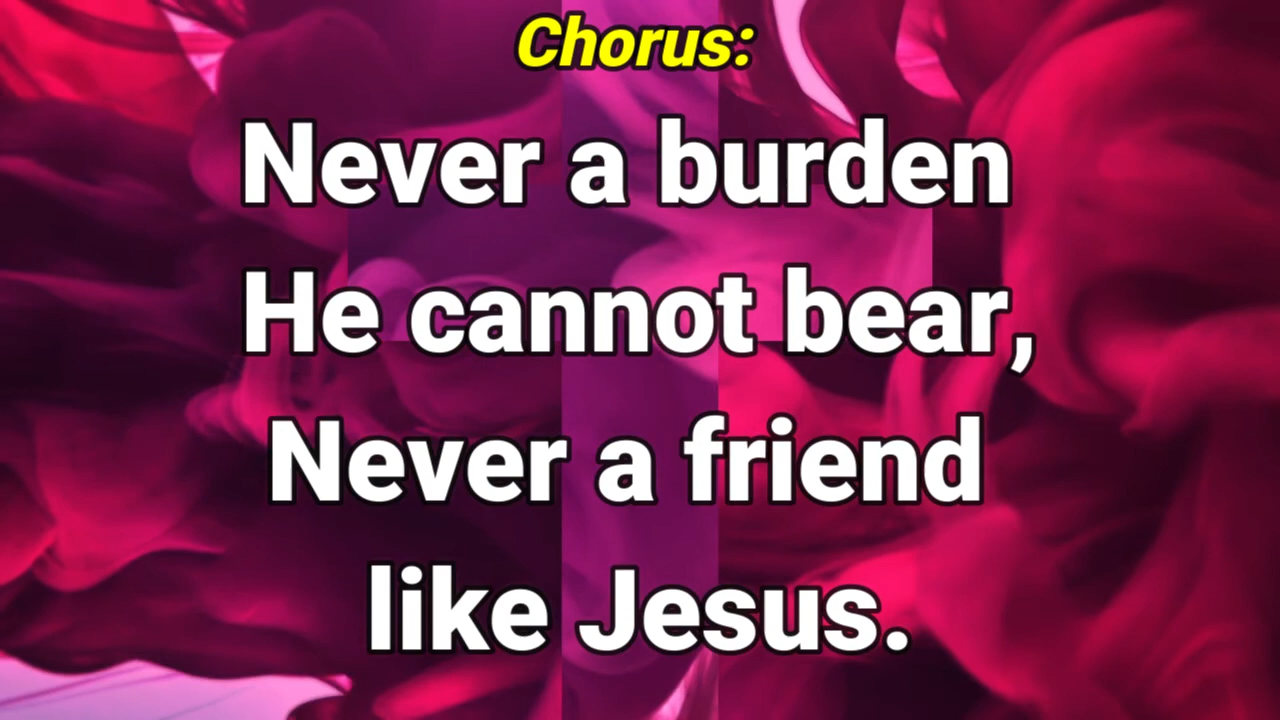 Chorus:
Never a burden
He cannot bear,
Never a friend
like Jesus.